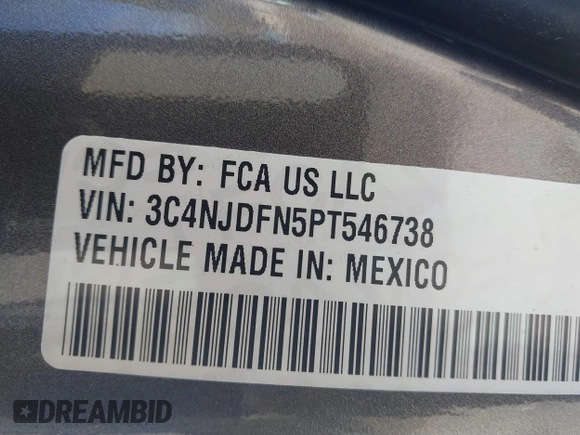 MFD BY: FCA US LLC
VIN: 3C4NJDFN5PT546738
VEHICLE MADE IN: MEXICO
DREAMBID